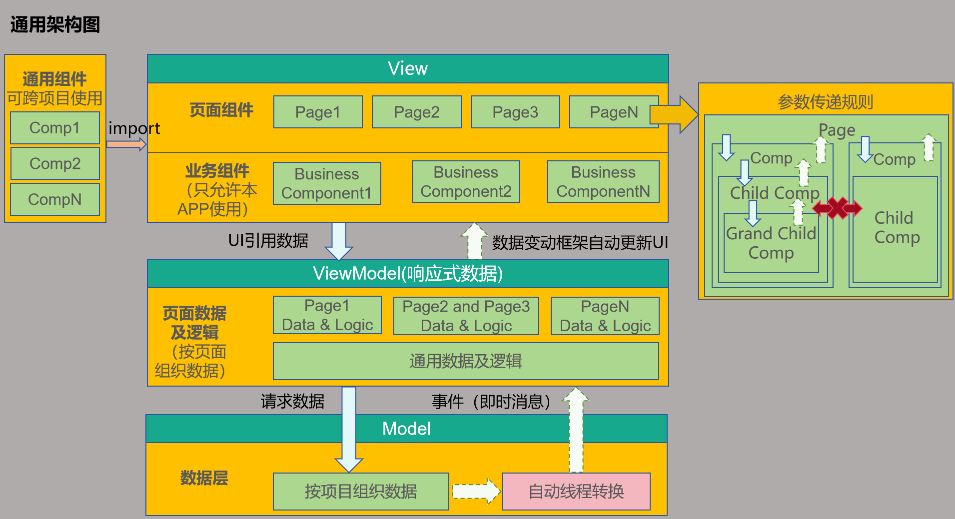 通用架构图
通用组件
可跨项目使用
Comp1
Comp2
CompN
import
View
页面组件
Page1
Page2
Page3
PageN
业务组件
（只允许本
APP使用）
Business
Component1
Business
Component2
Business
ComponentN
参数传递规则
Page
Comp
Child Comp
Grand Child
Comp
Comp
Child
Comp
UI引用数据
数据变动框架自动更新UI
ViewModel(响应式数据)
页面数据
及逻辑
（按页面
组织数据）
Page1
Data & Logic
Page2 and Page3
Data & Logic
PageN
Data & Logic
通用数据及逻辑
请求数据
事件（即时消息）
Model
数据层
按项目组织数据
自动线程转换